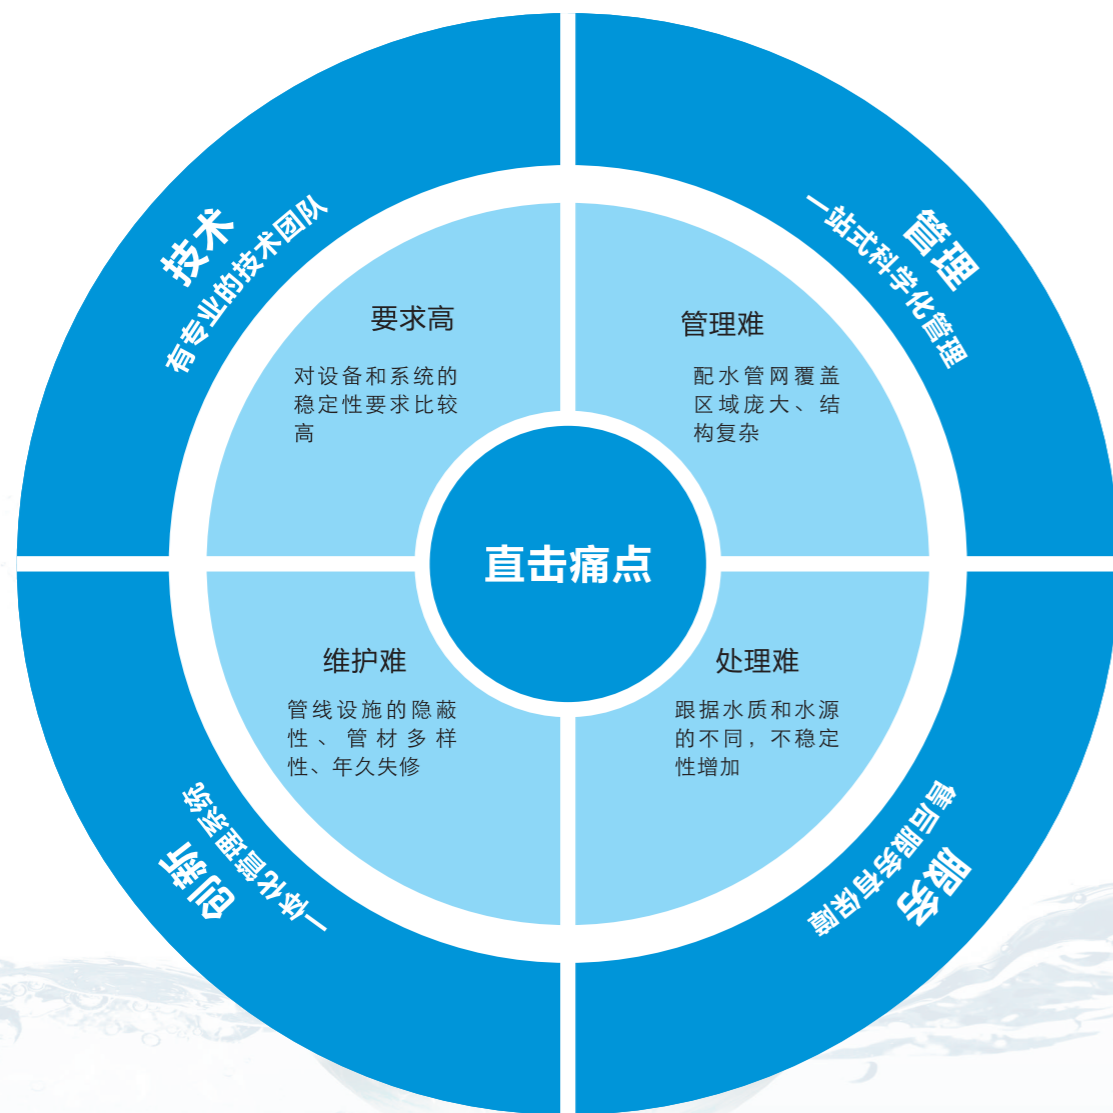 技术
有专业的技术团队
管理
一站式科学化管理
要求高
对设备和系统的
稳定性要求比较
高
管理难
配水管网覆盖
区域庞大、结
构复杂
直击痛点
维护难
管线设施的隐蔽
性、管材多样
性、年久失修
处理难
跟据水质和水源
的不同，不稳定
性增加
创新
一体化管理系统
服务
售后服务有保障